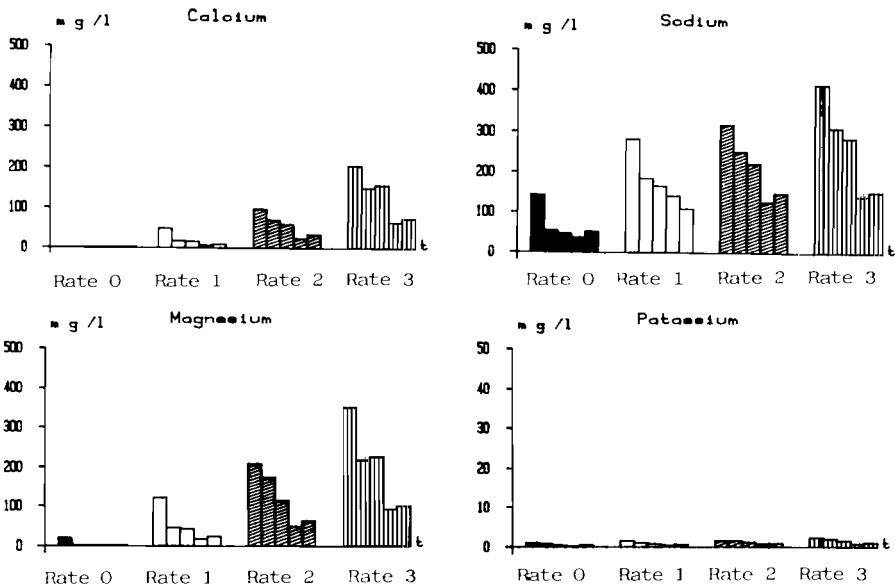 m g /l Calcium
500
400
300
200
100
0
t
Rate 0 Rate 1 Rate 2 Rate 3
m g /l Sodium
500
400
300
200
100
0
t
Rate 0 Rate 1 Rate 2 Rate 3
m g /l Magnesium
500
400
300
200
100
0
t
Rate 0 Rate 1 Rate 2 Rate 3
m g /l Patassium
50
40
30
20
10
0
t
Rate 0 Rate 1 Rate 2 Rate 3